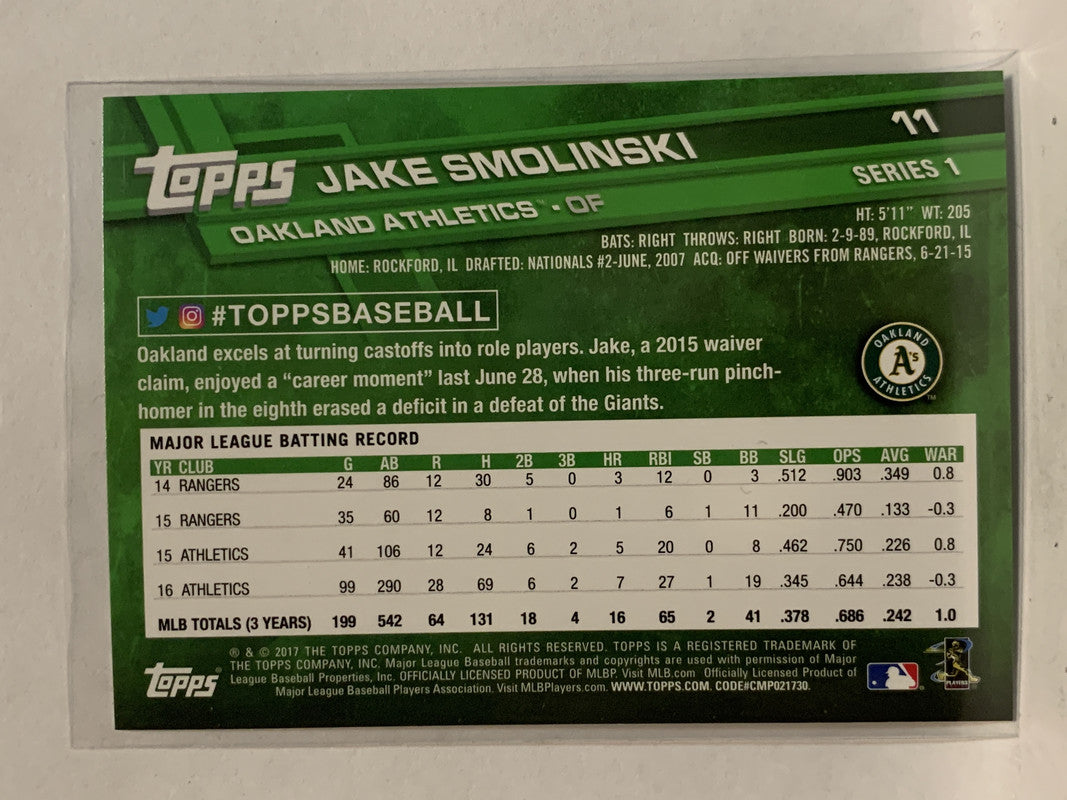 TOPPS JAKE SMOLINSKI 11
OAKLAND ATHLETICS™ • OF SERIES 1
HT: 5'11" WT: 205
BATS: RIGHT THROWS: RIGHT BORN: 2-9-89, ROCKFORD, IL
HOME: ROCKFORD, IL DRAFTED: NATIONALS #2-JUNE, 2007 ACQ: OFF WAIVERS FROM RANGERS, 6-21-15
#TOPPSBASEBALL
Oakland excels at turning castoffs into role players. Jake, a 2015 waiver
claim, enjoyed a “career moment” last June 28, when his three-run pinch-
homer in the eighth erased a deficit in a defeat of the Giants.
OAKLAND A's ATHLETICS ™
MAJOR LEAGUE BATTING RECORD
YR CLUB G AB R H 2B 3B HR RBI SB BB SLG OPS AVG WAR
14 RANGERS 24 86 12 30 5 0 3 12 0 3 .512 .903 .349 0.8
15 RANGERS 35 60 12 8 1 0 1 6 1 11 .200 .470 .133 -0.3
15 ATHLETICS 41 106 12 24 6 2 5 20 0 8 .462 .750 .226 0.8
16 ATHLETICS 99 290 28 69 6 2 7 27 1 19 .345 .644 .238 -0.3
MLB TOTALS (3 YEARS) 199 542 64 131 18 4 16 65 2 41 .378 .686 .242 1.0
® & © 2017 THE TOPPS COMPANY, INC. ALL RIGHTS RESERVED. TOPPS IS A REGISTERED TRADEMARK OF
THE TOPPS COMPANY, INC. Major League Baseball trademarks and copyrights are used with permission of Major
League Baseball Properties, Inc. OFFICIALLY LICENSED PRODUCT OF MLBP. Visit MLB.com Officially Licensed Product of
Major League Baseball Players Association. Visit MLBPlayers.com. WWW.TOPPS.COM. CODE#CMP021730.
TOPPS®
PLAYERS